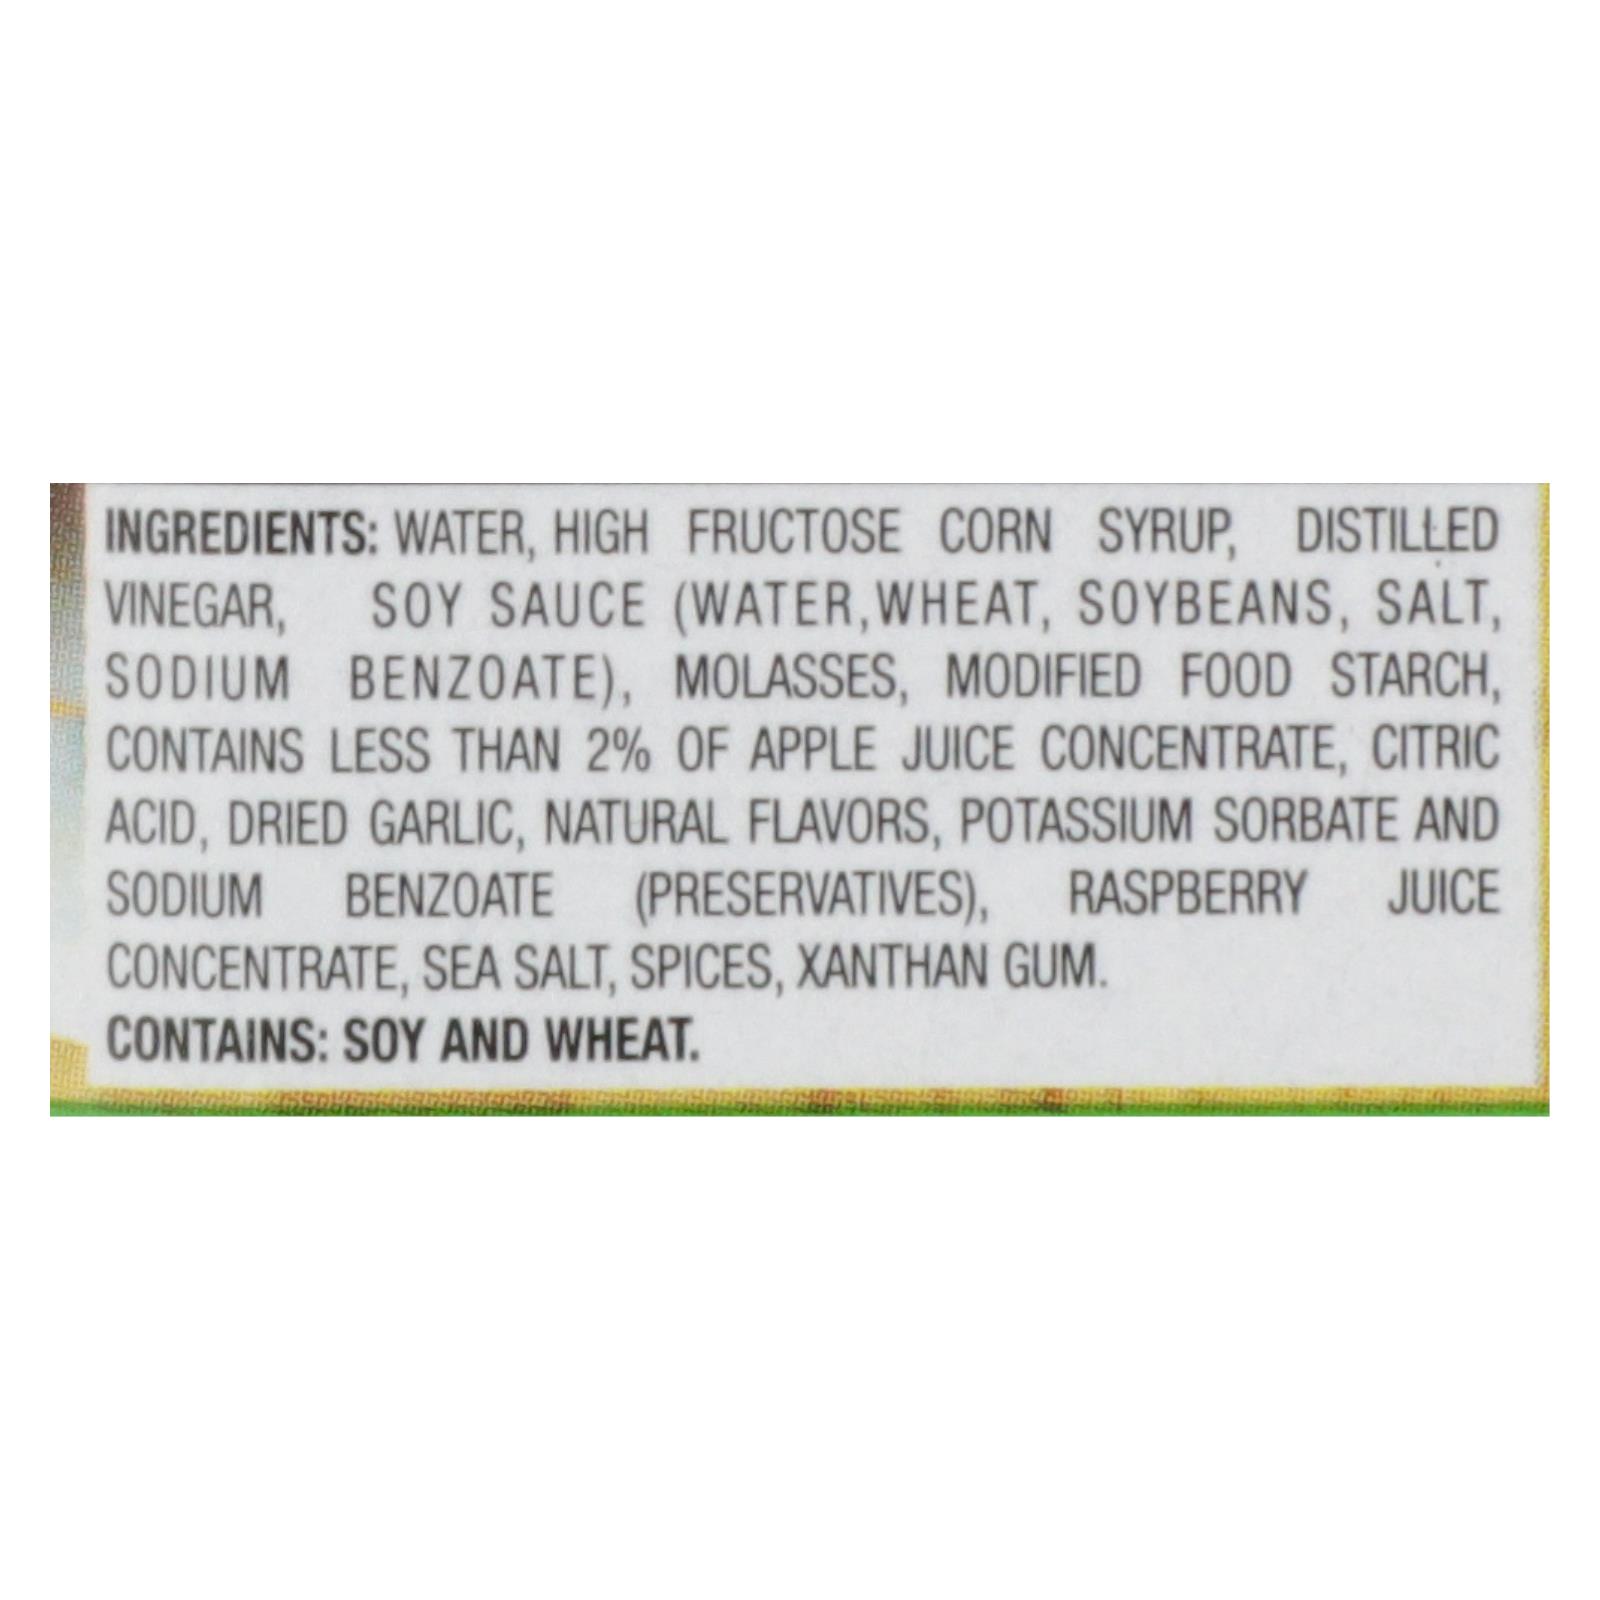 INGREDIENTS: WATER, HIGH FRUCTOSE CORN SYRUP, DISTILLED
VINEGAR, SOY SAUCE (WATER,WHEAT, SOYBEANS, SALT,
SODIUM BENZOATE), MOLASSES, MODIFIED FOOD STARCH,
CONTAINS LESS THAN 2% OF APPLE JUICE CONCENTRATE, CITRIC
ACID, DRIED GARLIC, NATURAL FLAVORS, POTASSIUM SORBATE AND
SODIUM BENZOATE (PRESERVATIVES), RASPBERRY JUICE
CONCENTRATE, SEA SALT, SPICES, XANTHAN GUM.
CONTAINS: SOY AND WHEAT.